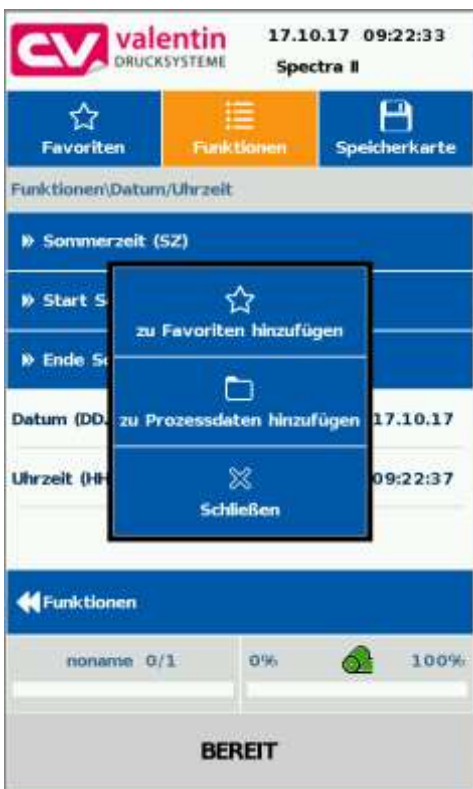 CV valentin
DRUCKSYSTEME
17.10.17 09:22:33
Spectra II
Favoriten
Funktionen
Speicherkarte
Funktionen\Datum/Uhrzeit
Sommerzeit (SZ)
Start S
zu Favoriten hinzufügen
Ende So
Datum (DD.
zu Prozessdaten hinzufügen
17.10.17
Uhrzeit (HH
09:22:37
Schließen
Funktionen
noname 0/1
0%
100%
BEREIT